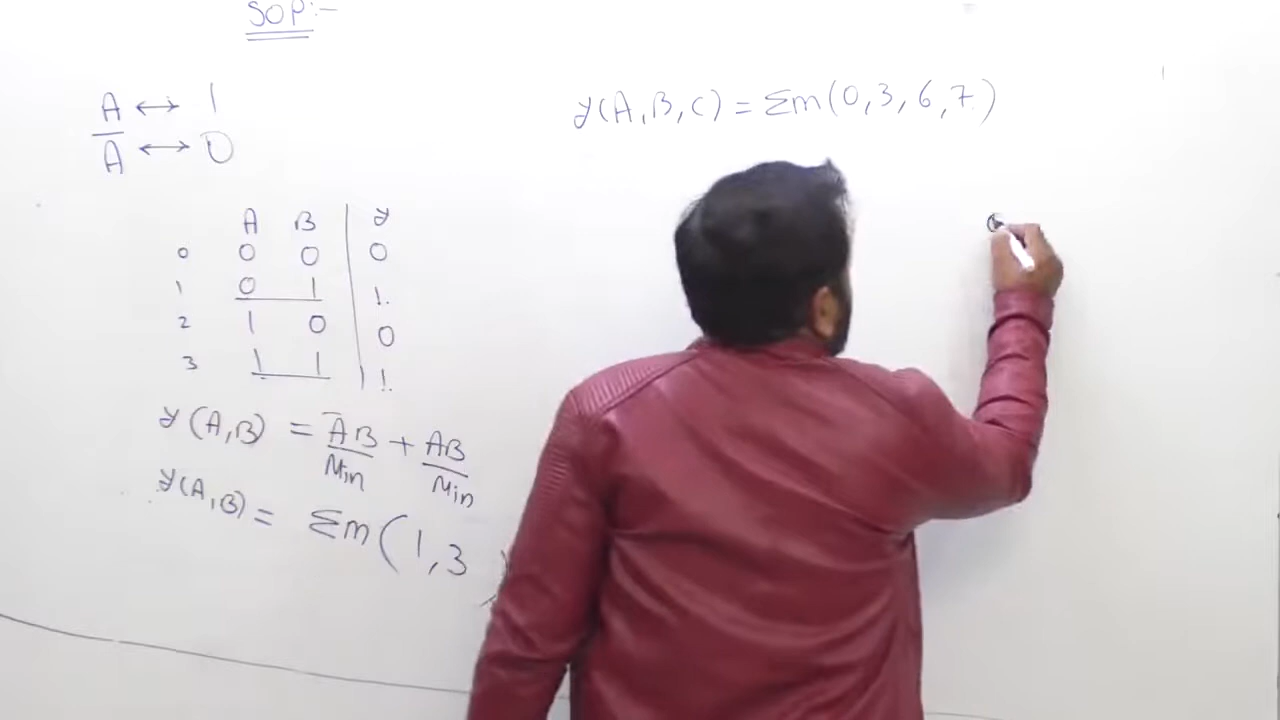 SOP:-
A ↔ 1
A̅ ↔ 0
A B | y
0 0 0 | 0
1 0 1 | 1.
2 1 0 | 0
3 1 1 | 1.
y(A,B) = A̅B + AB
Min Min
y(A,B) = Σm(1,3)
y(A,B,C) = Σm(0,3,6,7)